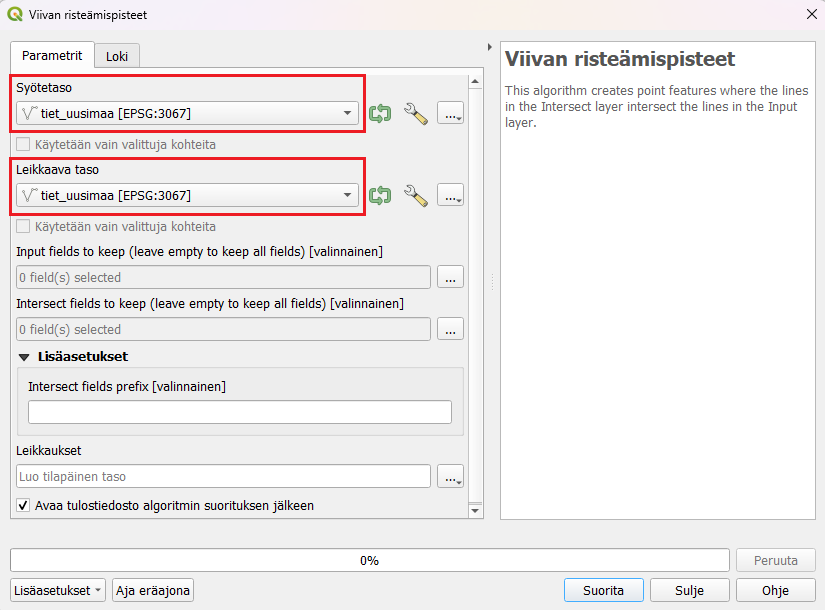 Viivan risteämispisteet
Parametrit
Loki
Syötetaso
tiet_uusimaa [EPSG:3067]
...
Käytetään vain valittuja kohteita
Leikkaava taso
tiet_uusimaa [EPSG:3067]
...
Käytetään vain valittuja kohteita
Input fields to keep (leave empty to keep all fields) [valinnainen]
0 field(s) selected
...
Intersect fields to keep (leave empty to keep all fields) [valinnainen]
0 field(s) selected
...
Lisäasetukset
Intersect fields prefix [valinnainen]
Leikkaukset
Luo tilapäinen taso
...
Avaa tulostiedosto algoritmin suorituksen jälkeen
Viivan risteämispisteet
This algorithm creates point features where the lines
in the Intersect layer intersect the lines in the Input
layer.
0%
Peruuta
Lisäasetukset
Aja eräajona
Suorita
Sulje
Ohje